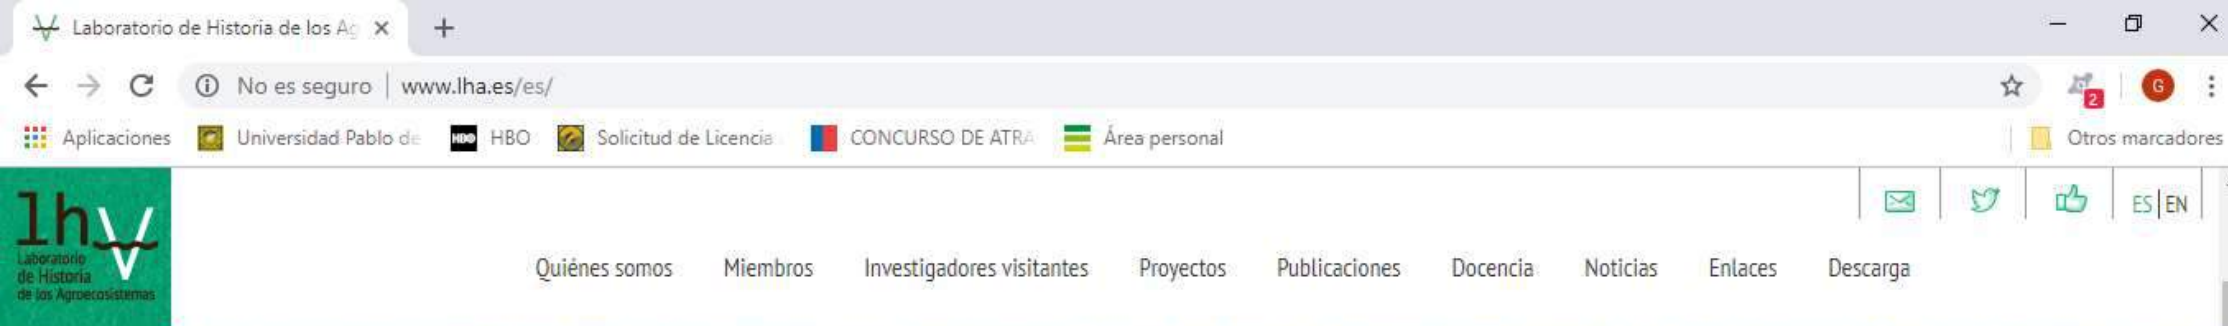 Laboratorio de Historia de los Ag
No es seguro | www.lha.es/es/
2
G
Aplicaciones
Universidad Pablo de
HBO HBO
Solicitud de Licencia
CONCURSO DE ATRA
Área personal
Otros marcadores
lh
Laboratorio
de Historia
de los Agroecosistemas
ES|EN
Quiénes somos
Miembros
Investigadores visitantes
Proyectos
Publicaciones
Docencia
Noticias
Enlaces
Descarga